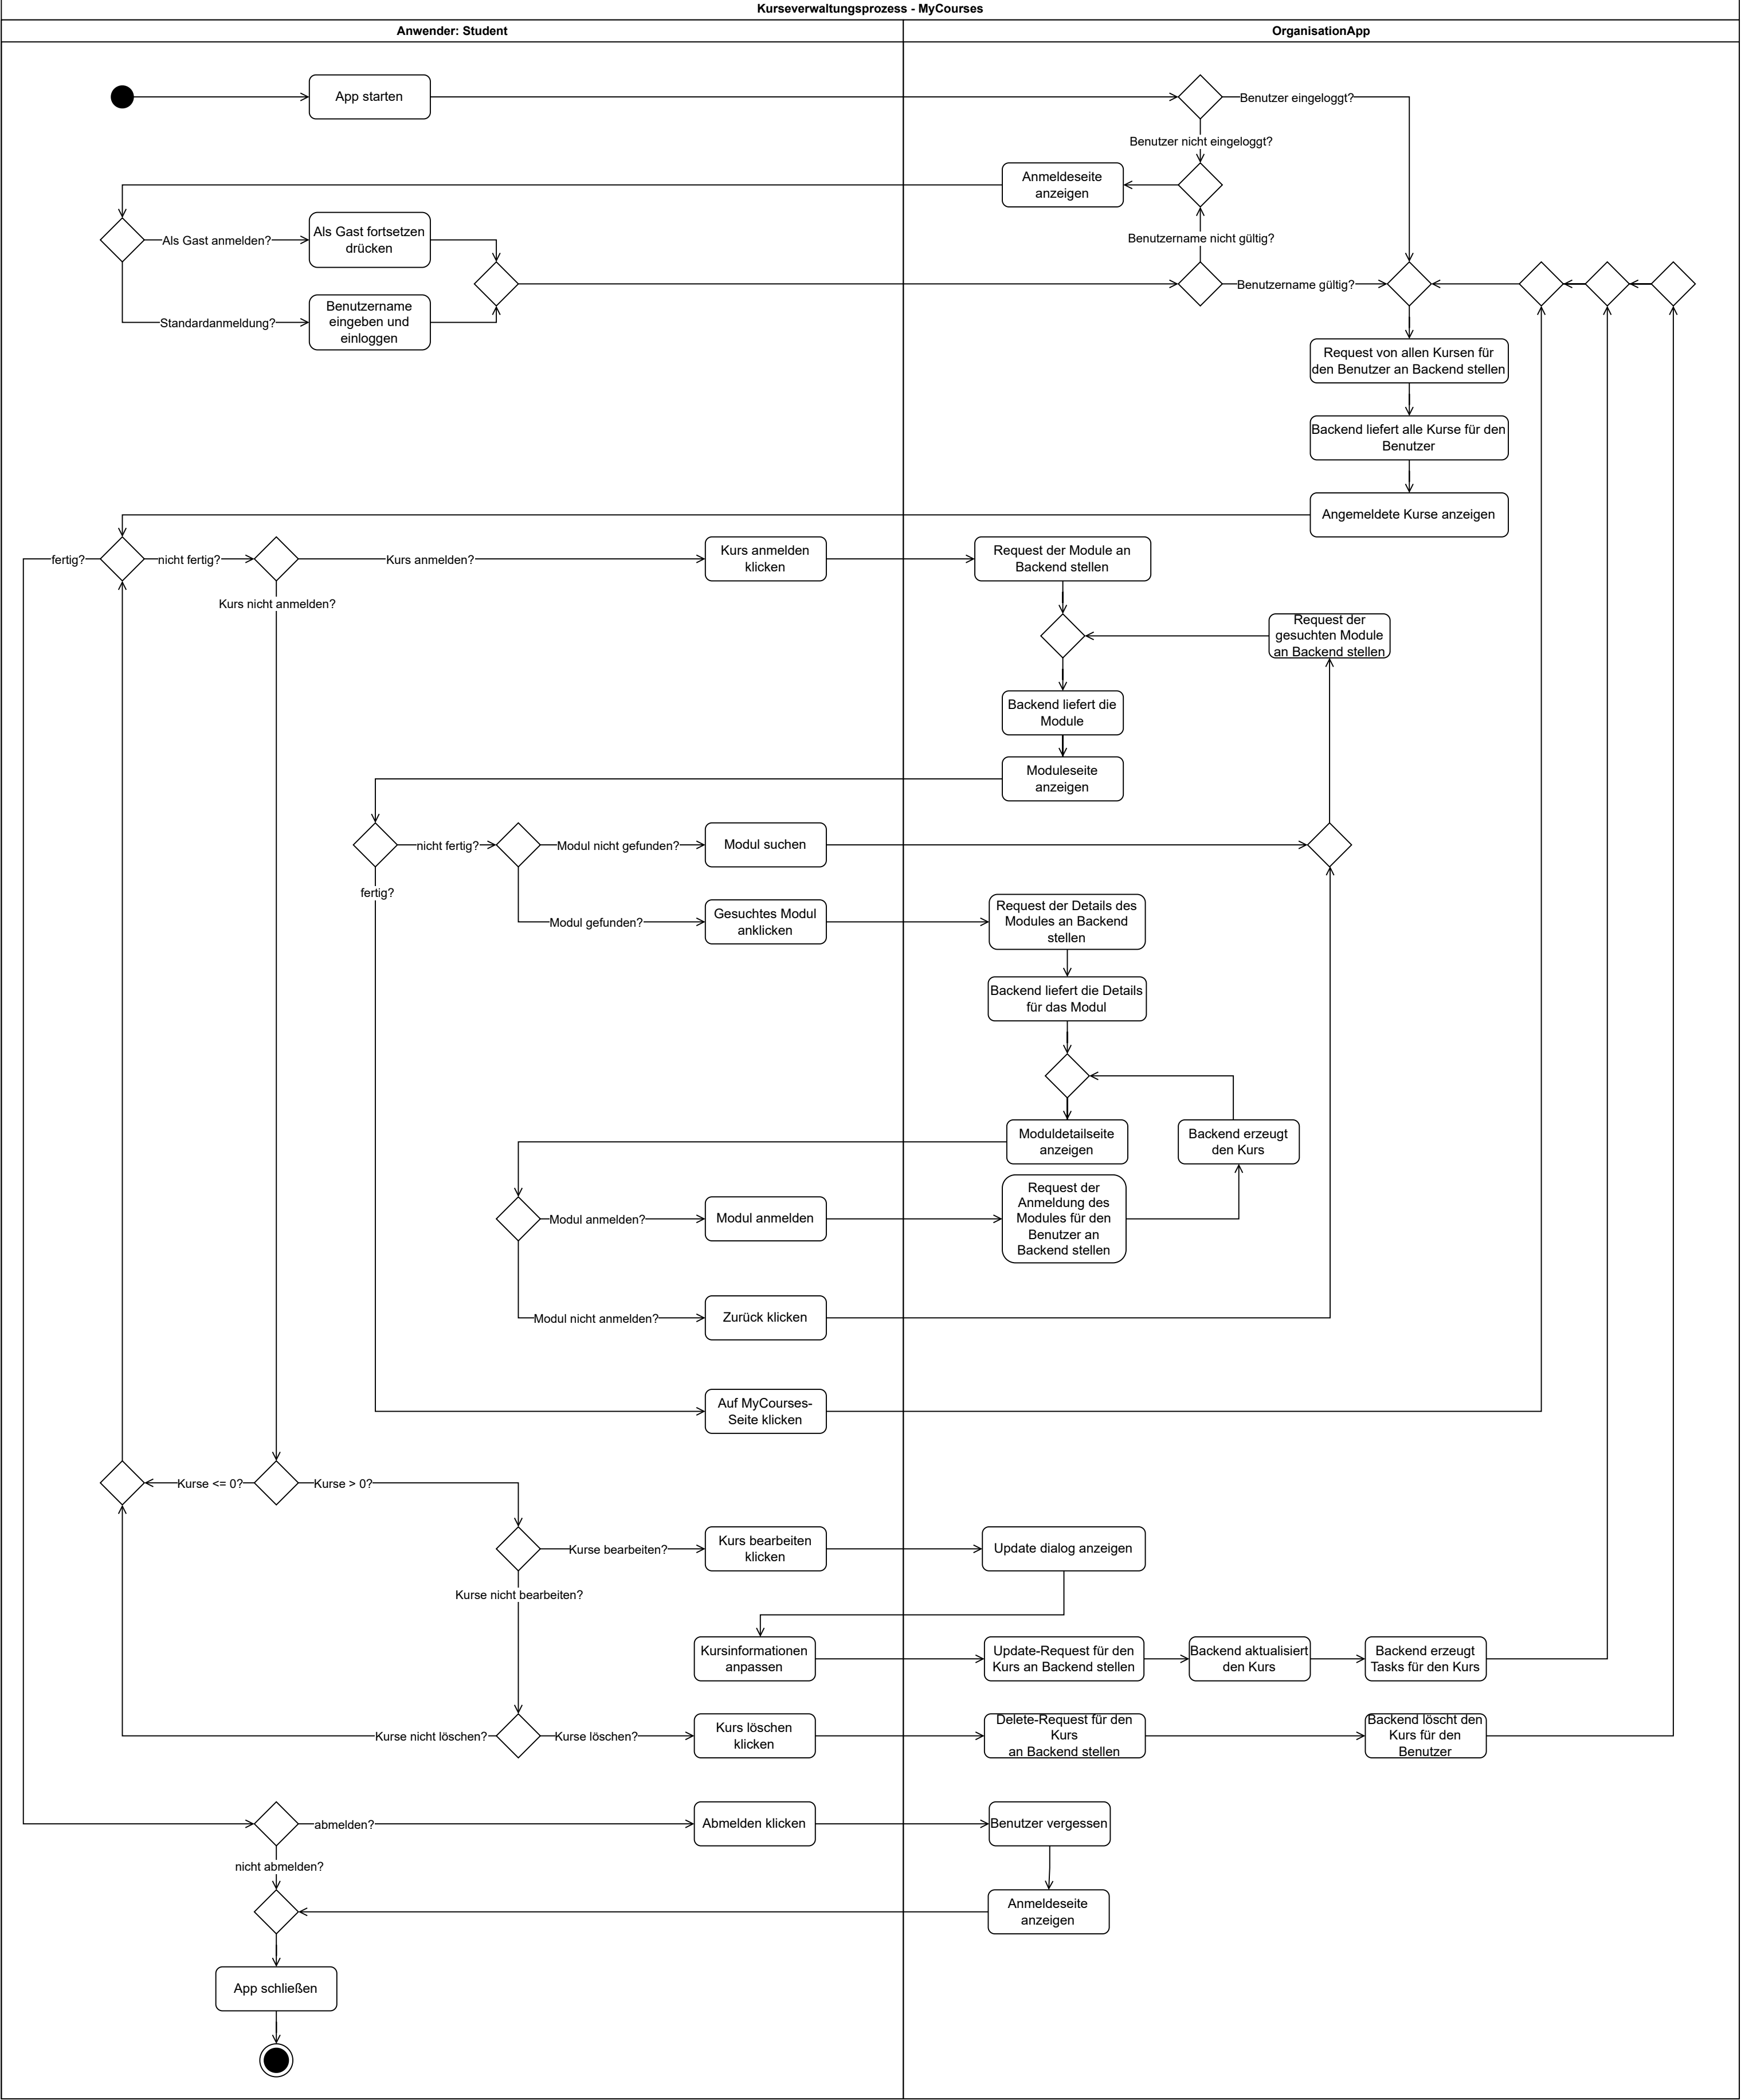 Kurseverwaltungsprozess - MyCourses
Anwender: Student
OrganisationApp
App starten
Benutzer eingeloggt?
Benutzer nicht eingeloggt?
Anmeldeseite
anzeigen
Als Gast anmelden?
Als Gast fortsetzen
drücken
Benutzername nicht gültig?
Benutzername gültig?
Standardanmeldung?
Benutzername
eingeben und
einloggen
Request von allen Kursen für
den Benutzer an Backend stellen
Backend liefert alle Kurse für den
Benutzer
Angemeldete Kurse anzeigen
fertig?
nicht fertig?
Kurs anmelden?
Kurs anmelden
klicken
Request der Module an
Backend stellen
Kurs nicht anmelden?
Request der
gesuchten Module
an Backend stellen
Backend liefert die
Module
Moduleseite
anzeigen
nicht fertig?
Modul nicht gefunden?
Modul suchen
fertig?
Modul gefunden?
Gesuchtes Modul
anklicken
Request der Details des
Modules an Backend
stellen
Backend liefert die Details
für das Modul
Moduldetailseite
anzeigen
Backend erzeugt
den Kurs
Modul anmelden?
Modul anmelden
Request der
Anmeldung des
Modules für den
Benutzer an
Backend stellen
Modul nicht anmelden?
Zurück klicken
Auf MyCourses-
Seite klicken
Kurse <= 0?
Kurse > 0?
Kurse bearbeiten?
Kurs bearbeiten
klicken
Update dialog anzeigen
Kurse nicht bearbeiten?
Kursinformationen
anpassen
Update-Request für den
Kurs an Backend stellen
Backend aktualisiert
den Kurs
Backend erzeugt
Tasks für den Kurs
Kurse nicht löschen?
Kurse löschen?
Kurs löschen
klicken
Delete-Request für den
Kurs
an Backend stellen
Backend löscht den
Kurs für den
Benutzer
abmelden?
Abmelden klicken
Benutzer vergessen
nicht abmelden?
Anmeldeseite
anzeigen
App schließen